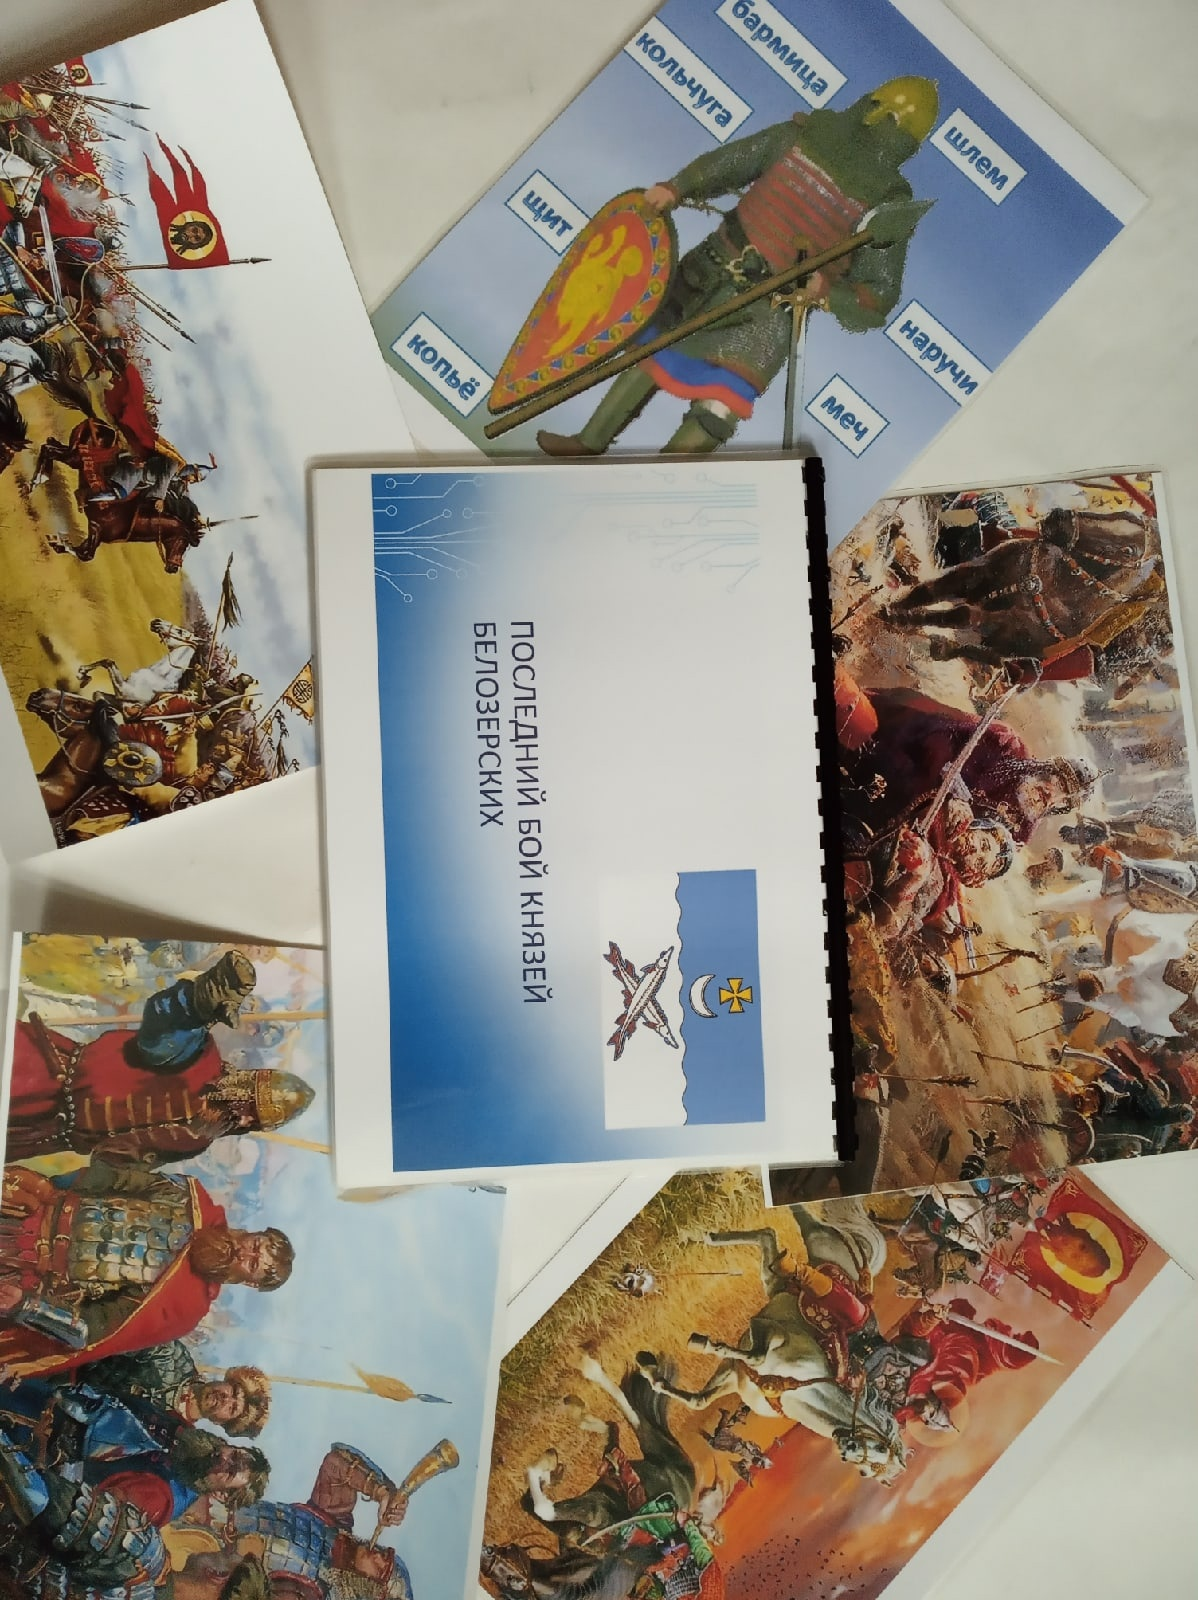 бармица
кольчуга
шлем
щит
копьё
наручи
меч
ПОСЛЕДНИЙ БОЙ КНЯЗЕЙ
БЕЛОЗЕРСКИХ